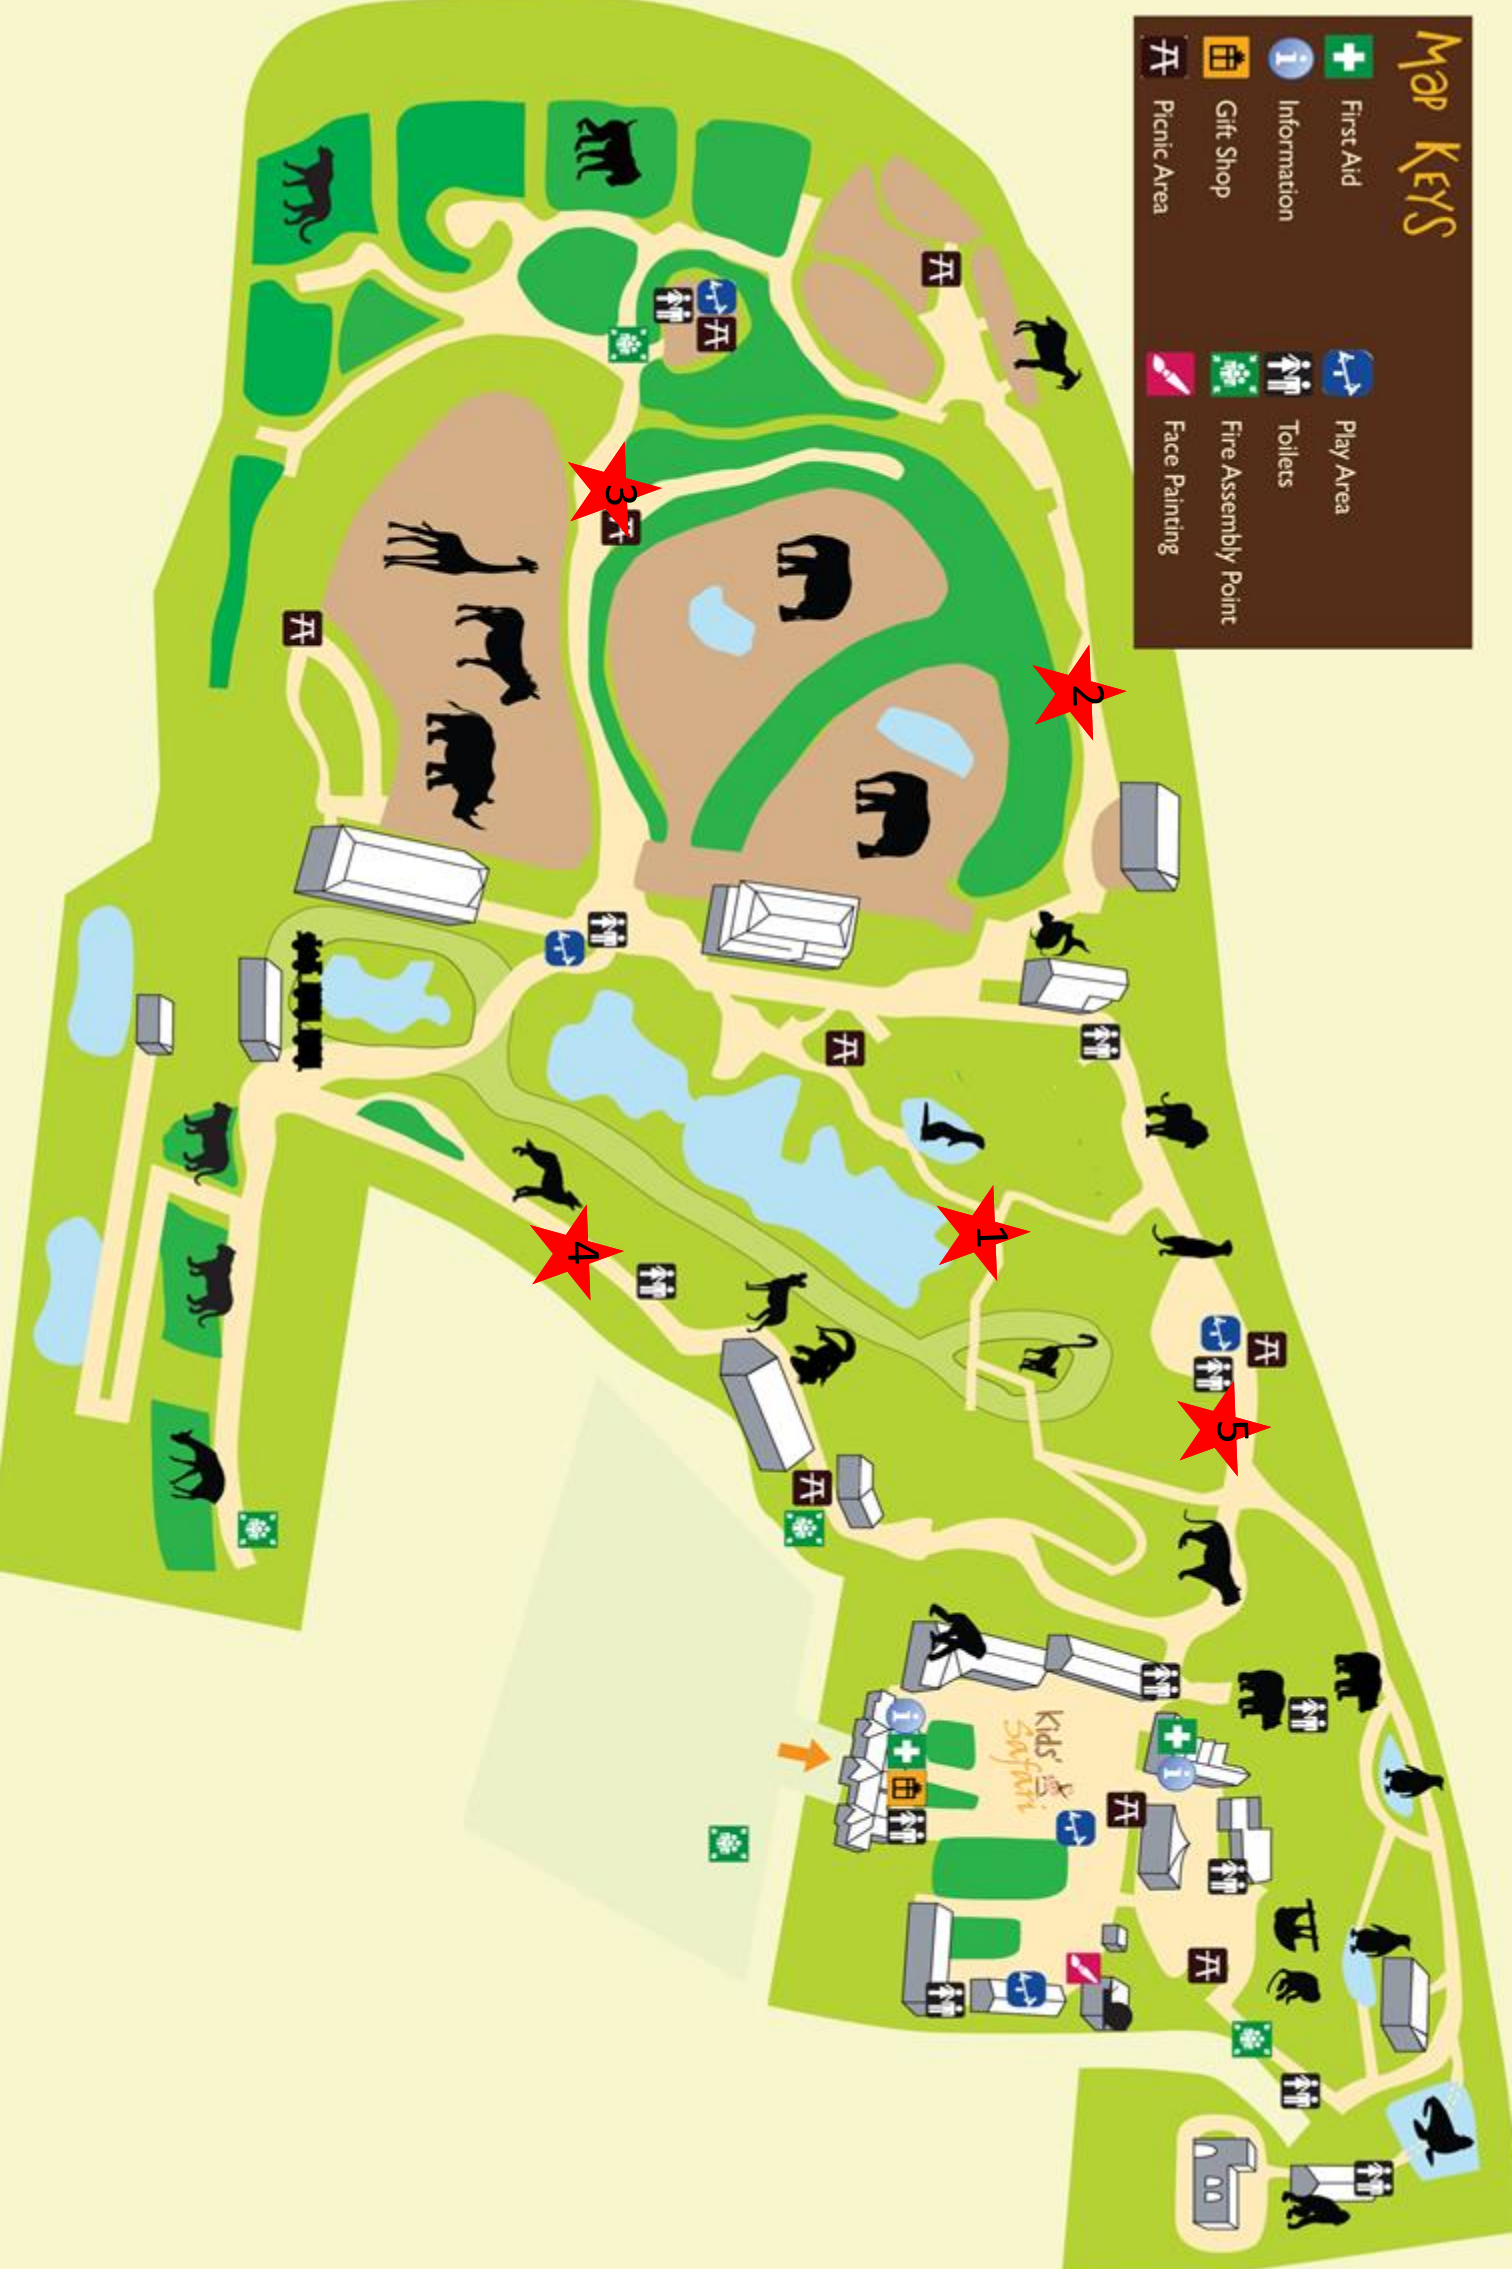 Map KEYS
First Aid
Information
Gift Shop
Picnic Area
Play Area
Toilets
Fire Assembly Point
Face Painting
1
2
3
4
5
Kids'
Safari
i
i
i